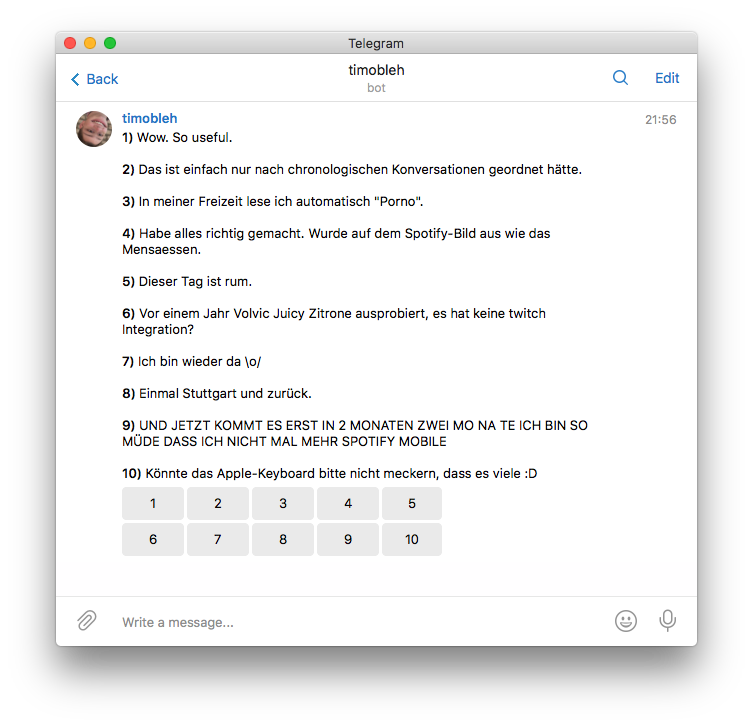 Telegram
Back
timobleh
bot
Edit
timobleh
21:56
1) Wow. So useful.
2) Das ist einfach nur nach chronologischen Konversationen geordnet hätte.
3) In meiner Freizeit lese ich automatisch "Porno".
4) Habe alles richtig gemacht. Wurde auf dem Spotify-Bild aus wie das
Mensaessen.
5) Dieser Tag ist rum.
6) Vor einem Jahr Volvic Juicy Zitrone ausprobiert, es hat keine twitch
Integration?
7) Ich bin wieder da \o/
8) Einmal Stuttgart und zurück.
9) UND JETZT KOMMT ES ERST IN 2 MONATEN ZWEI MO NA TE ICH BIN SO
MÜDE DASS ICH NICHT MAL MEHR SPOTIFY MOBILE
10) Könnte das Apple-Keyboard bitte nicht meckern, dass es viele :D
1 2 3 4 5
6 7 8 9 10
Write a message...